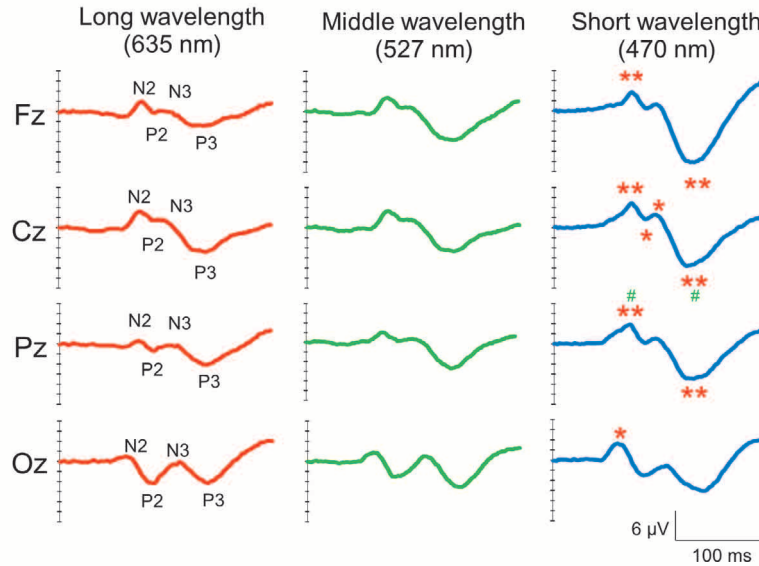 Long wavelength
(635 nm)
Middle wavelength
(527 nm)
Short wavelength
(470 nm)
Fz
N2
N3
P2
P3
**
**
Cz
N2
N3
P2
P3
**
*
*
**
Pz
N2
N3
P2
P3
#
#
**
**
Oz
N2
N3
P2
P3
*
6 µV
100 ms